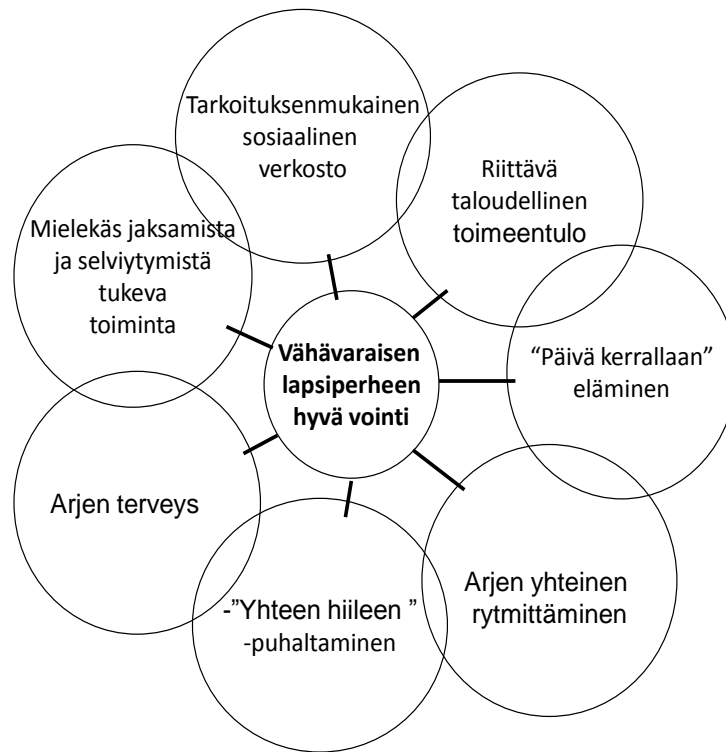 Tarkoituksenmukainen
sosiaalinen
verkosto
Riittävä
taloudellinen
toimeentulo
Mielekäs jaksamista
ja selviytymistä
tukeva
toiminta
Vähävaraisen
lapsiperheen
hyvä vointi
“Päivä kerrallaan”
eläminen
Arjen terveys
-”Yhteen hiileen ”
-puhaltaminen
Arjen yhteinen
rytmittäminen